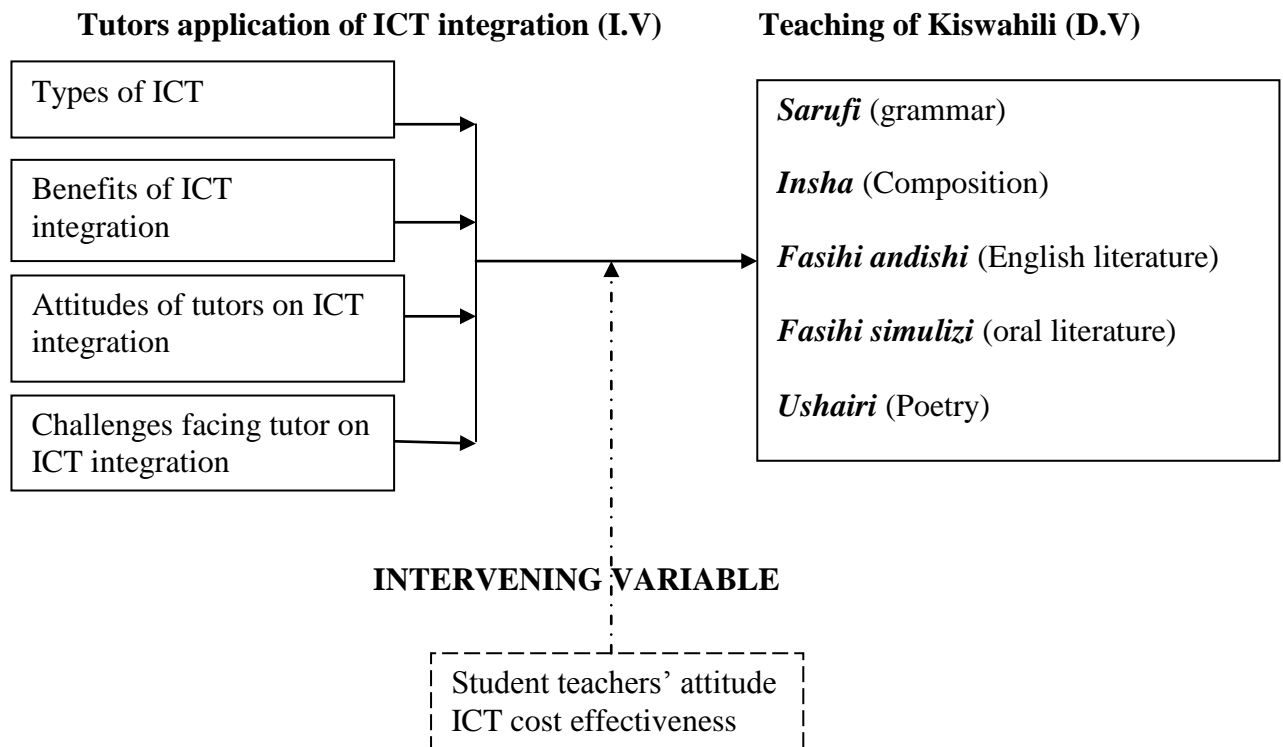 Tutors application of ICT integration (I.V)
Teaching of Kiswahili (D.V)
Types of ICT
Benefits of ICT
integration
Attitudes of tutors on ICT
integration
Challenges facing tutor on
ICT integration
Sarufi (grammar)
Insha (Composition)
Fasihi andishi (English literature)
Fasihi simulizi (oral literature)
Ushairi (Poetry)
INTERVENING VARIABLE
Student teachers’ attitude
ICT cost effectiveness